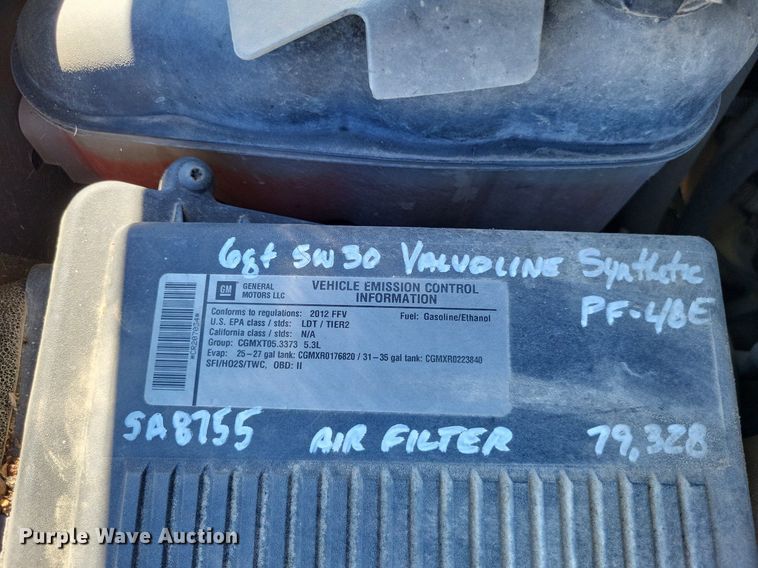 6qt 5W30 VALVOLINE Synthetic
PF-48E
GM GENERAL MOTORS LLC
VEHICLE EMISSION CONTROL INFORMATION
Conforms to regulations: 2012 FFV Fuel: Gasoline/Ethanol
U.S. EPA class / stds: LDT / TIER2
California class / stds: N/A
Group: CGMXT05.3373 5.3L
Evap: 25-27 gal tank: CGMXR0176820 / 31-35 gal tank: CGMXR0223840
SFI/HO2S/TWC, OBD: II
SA8755 AIR FILTER 79,328
Purple Wave Auction